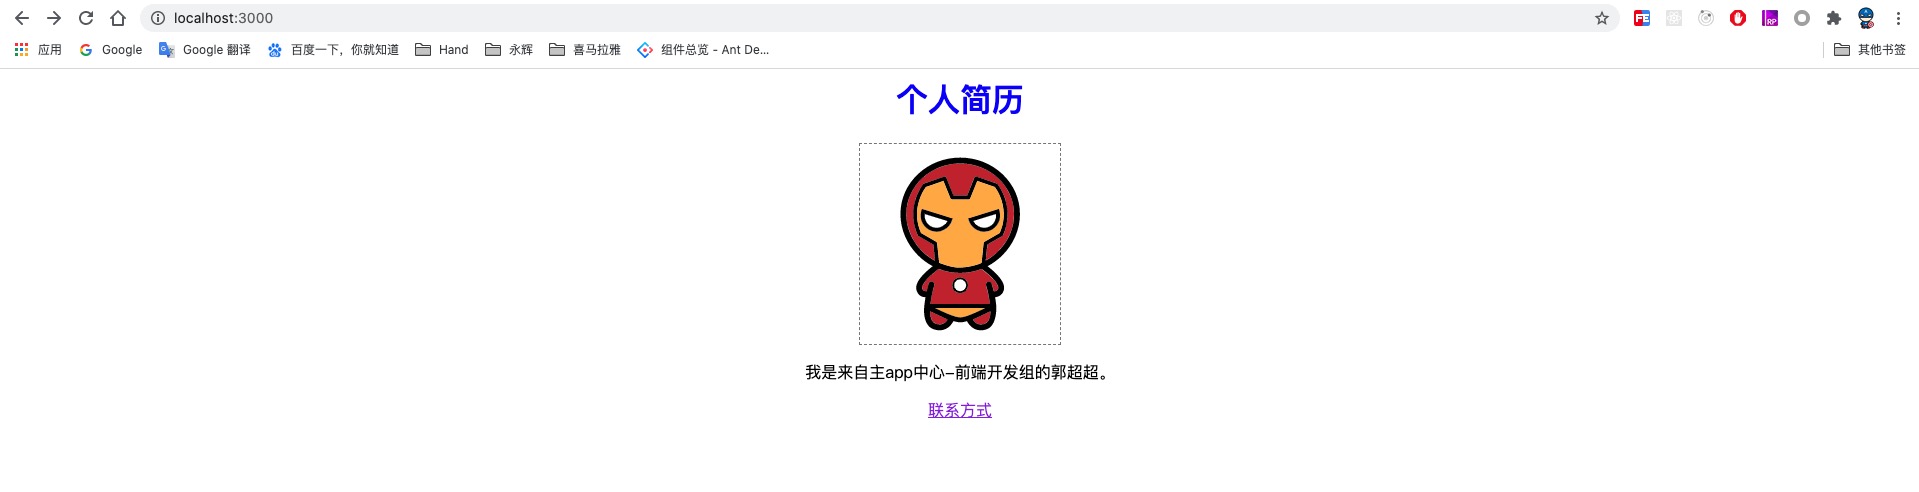 localhost:3000
FE
RP
应用 Google Google 翻译 百度一下，你就知道 Hand 永辉 喜马拉雅 组件总览 - Ant De... 其他书签
个人简历
我是来自主app中心-前端开发组的郭超超。
联系方式